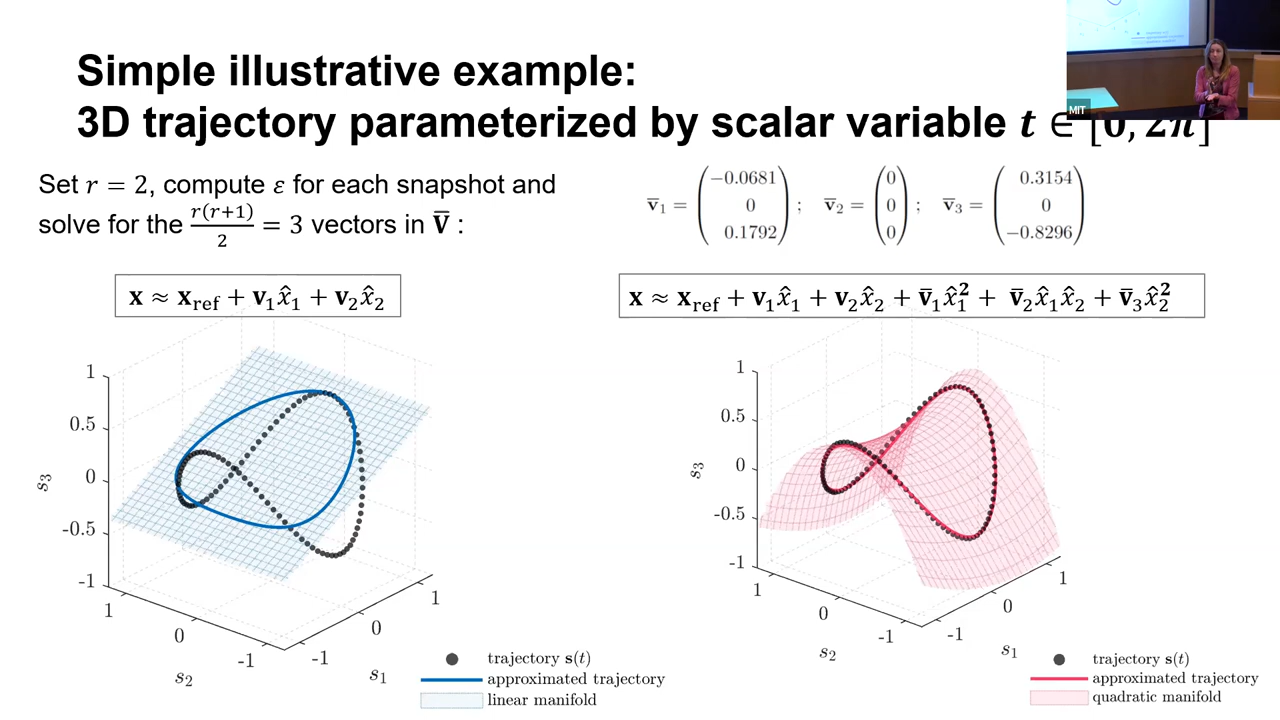 Simple illustrative example:
3D trajectory parameterized by scalar variable t ∈ [0, 2π]
MIT
Set r = 2, compute ε for each snapshot and
solve for the r(r+1)/2 = 3 vectors in V̄ :
v̄₁ = (−0.0681, 0, 0.1792) ; v̄₂ = (0, 0, 0) ; v̄₃ = (0.3154, 0, −0.8296)
x ≈ x_ref + v₁x̂₁ + v₂x̂₂
x ≈ x_ref + v₁x̂₁ + v₂x̂₂ + v̄₁x̂₁² + v̄₂x̂₁x̂₂ + v̄₃x̂₂²
1
0.5
0
-0.5
-1
s₃
1
0
-1
s₂
-1
0
1
s₁
trajectory s(t)
approximated trajectory
linear manifold
1
0.5
0
-0.5
-1
s₃
1
0
-1
s₂
-1
0
1
s₁
trajectory s(t)
approximated trajectory
quadratic manifold